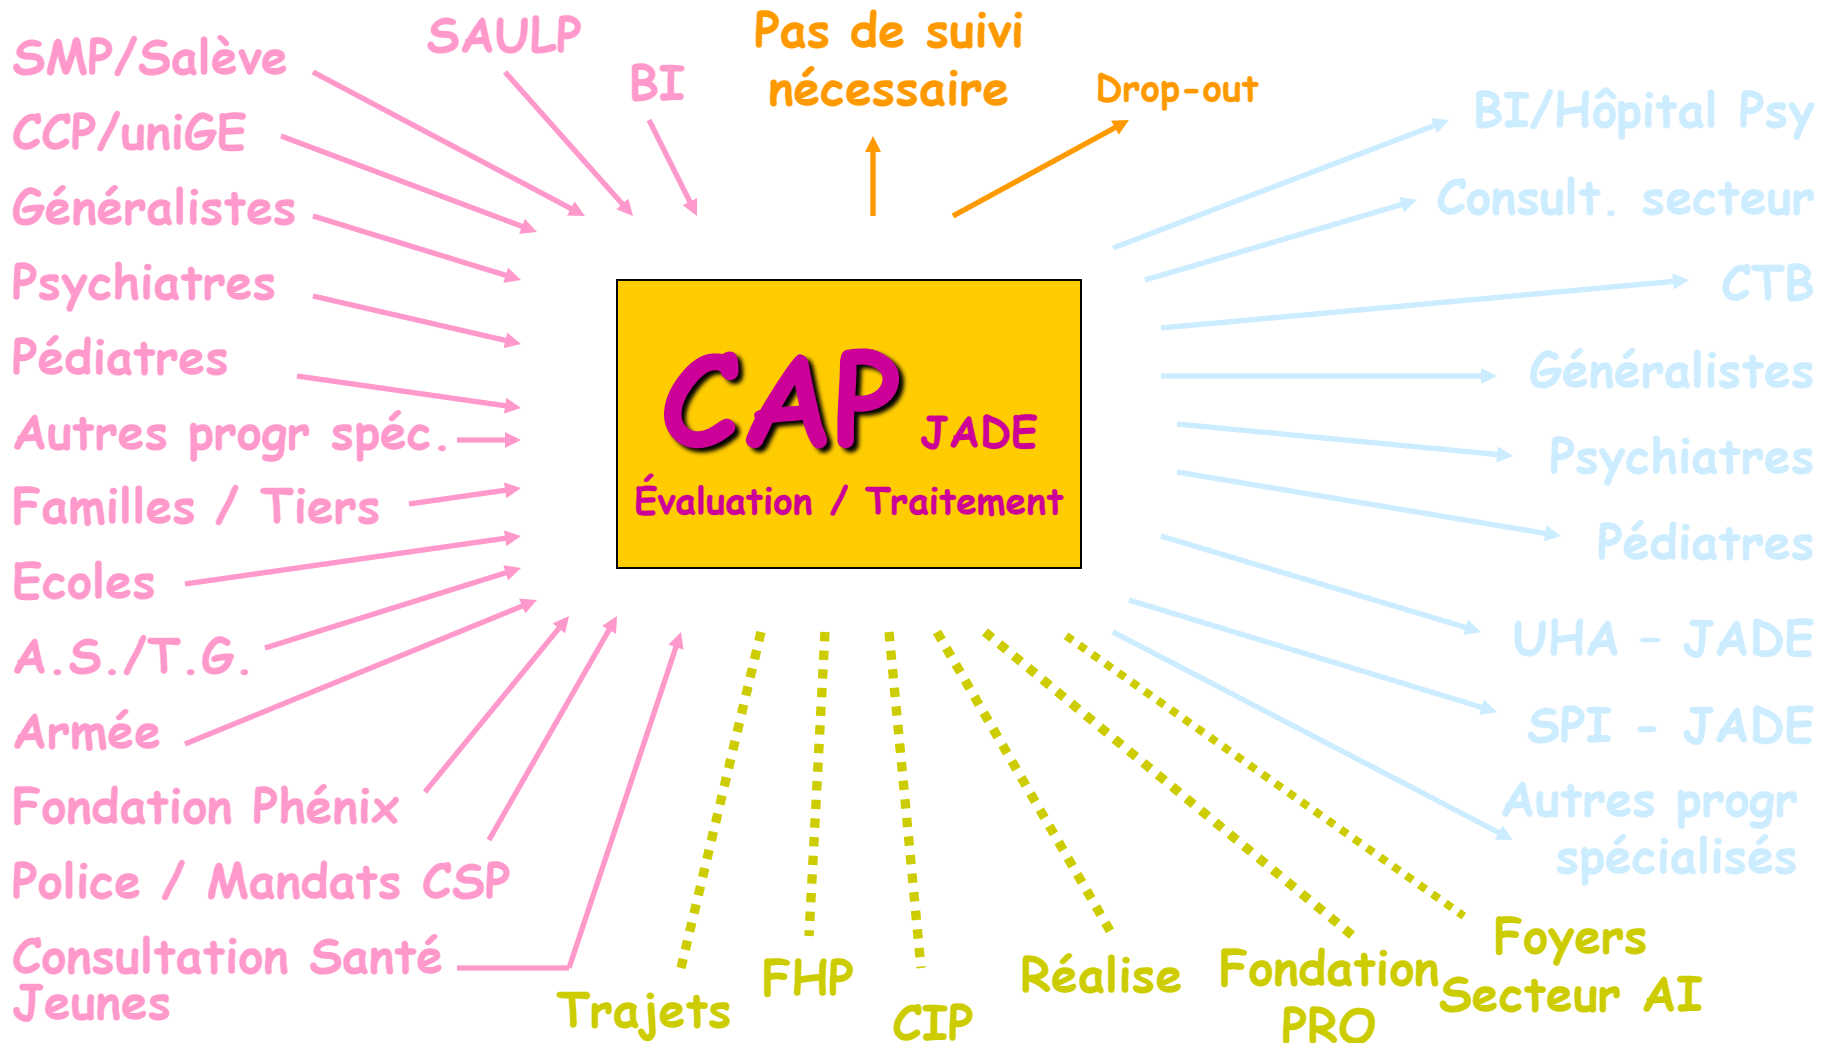 SMP/Salève
CCP/uniGE
Généralistes
Psychiatres
Pédiatres
Autres progr spéc.
Familles / Tiers
Ecoles
A.S./T.G.
Armée
Fondation Phénix
Police / Mandats CSP
Consultation Santé
Jeunes
SAULP
BI
Pas de suivi
nécessaire
Drop-out
CAP JADE
Évaluation / Traitement
BI/Hôpital Psy
Consult. secteur
CTB
Généralistes
Psychiatres
Pédiatres
UHA – JADE
SPI - JADE
Autres progr
spécialisés
Trajets
FHP
CIP
Réalise
Fondation
PRO
Foyers
Secteur AI